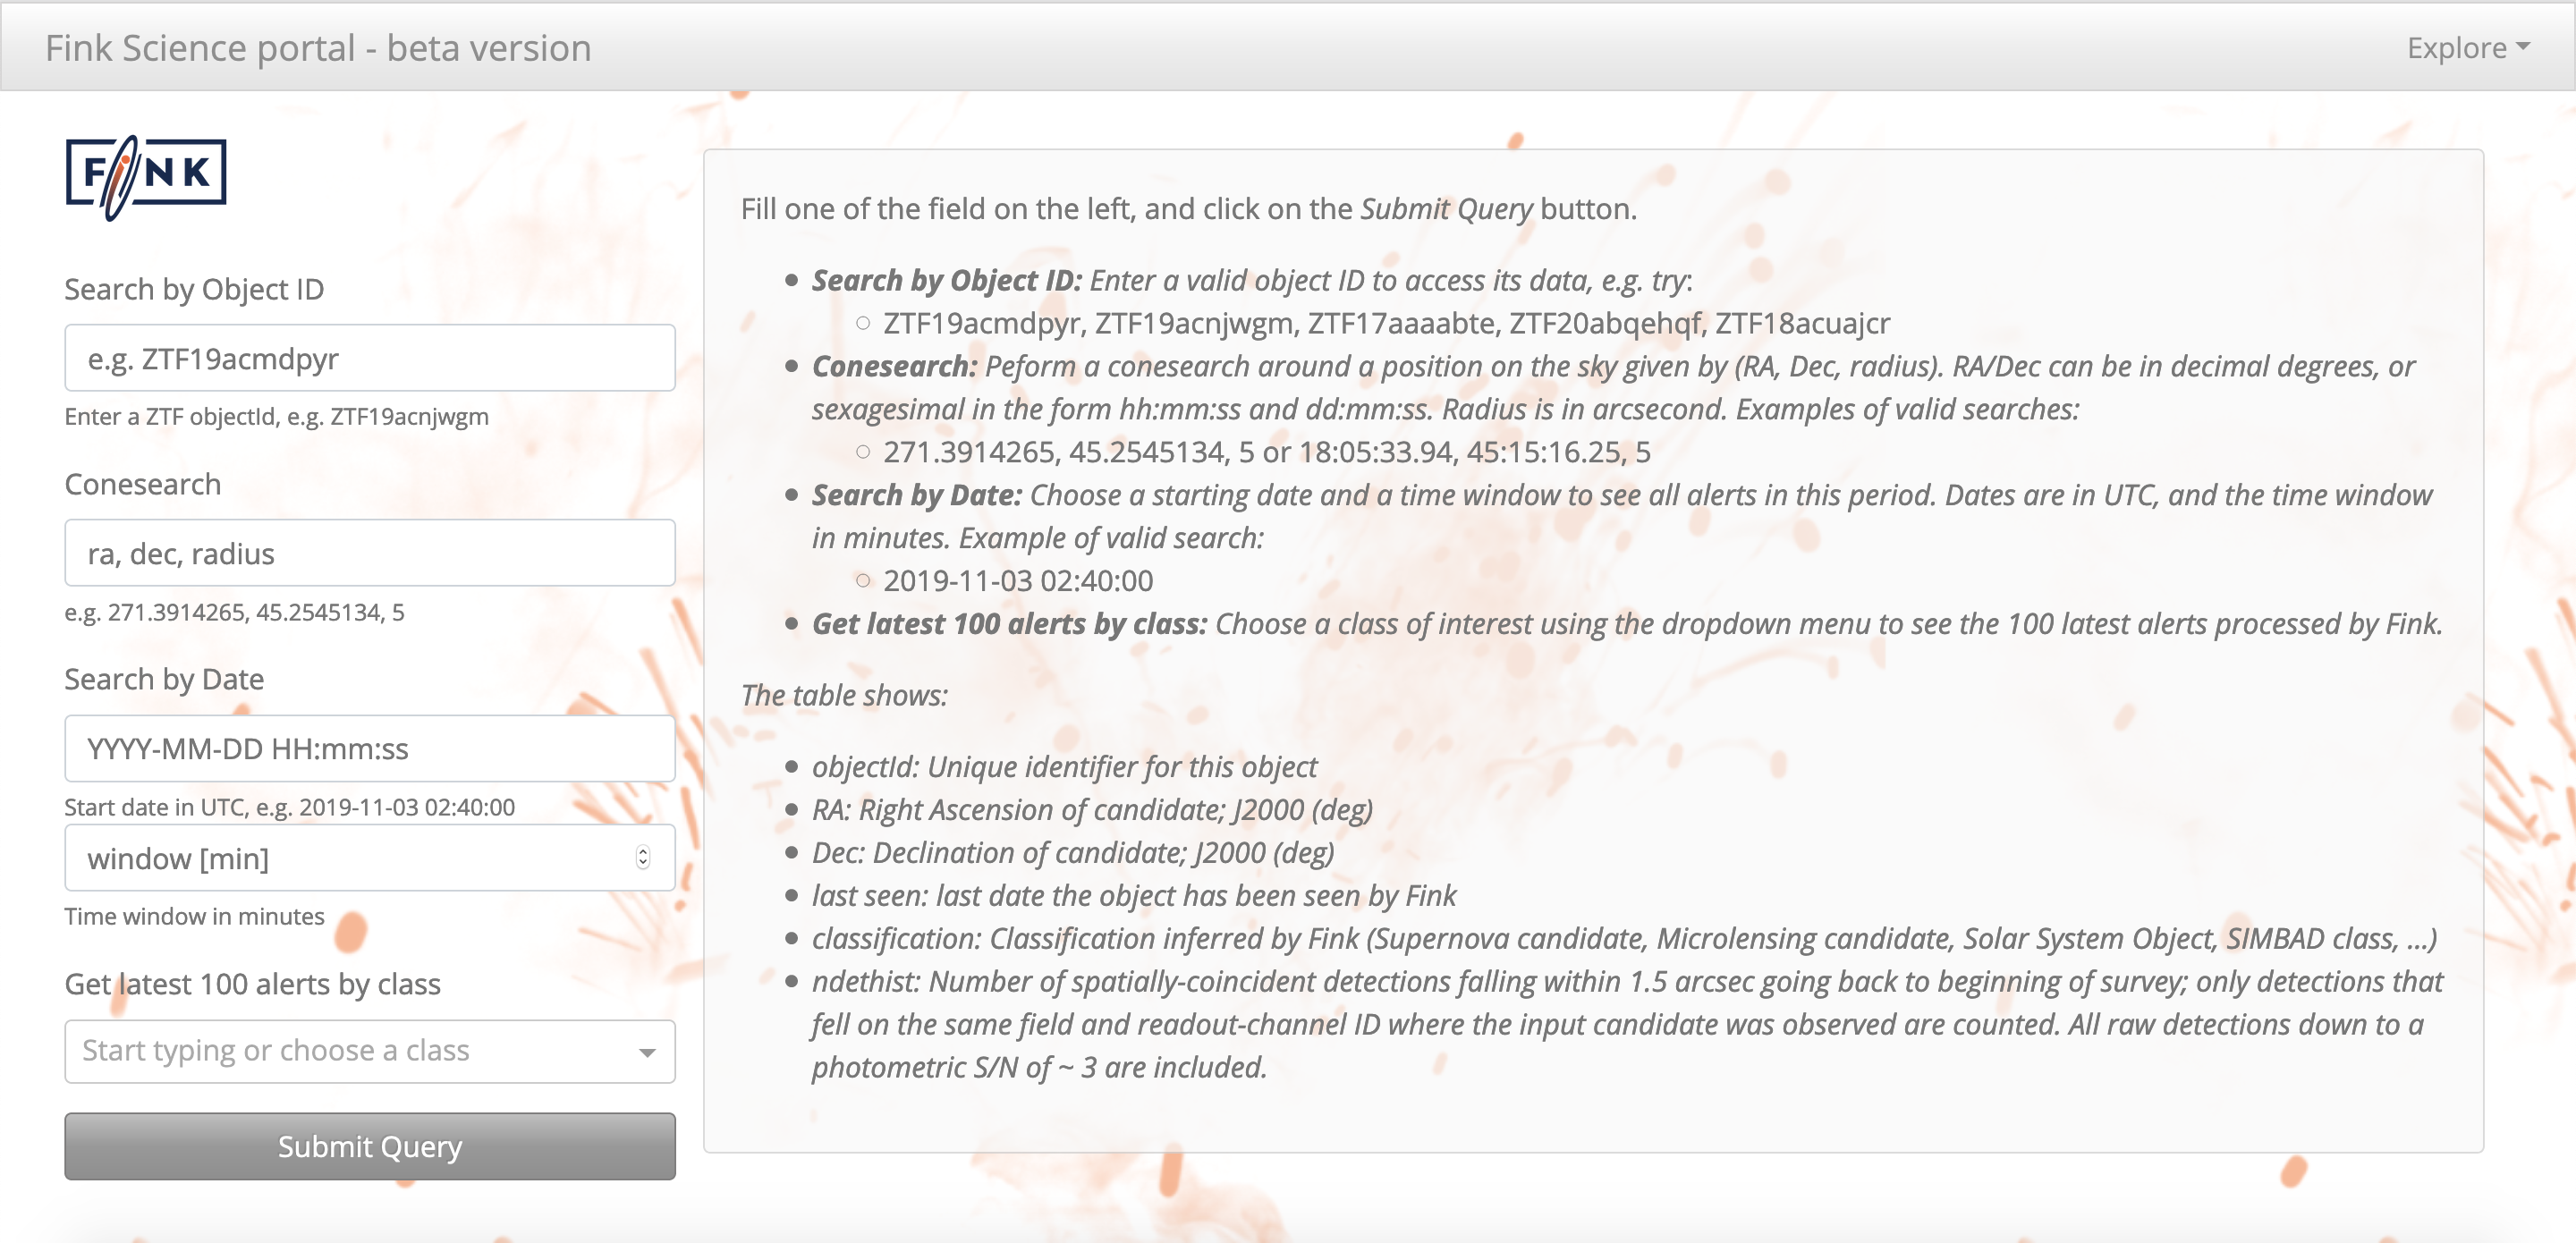 Fink Science portal - beta version
Explore
FINK
Search by Object ID
e.g. ZTF19acmdpyr
Enter a ZTF objectId, e.g. ZTF19acnjwgm
Conesearch
ra, dec, radius
e.g. 271.3914265, 45.2545134, 5
Search by Date
YYYY-MM-DD HH:mm:ss
Start date in UTC, e.g. 2019-11-03 02:40:00
window [min]
Time window in minutes
Get latest 100 alerts by class
Start typing or choose a class
Submit Query
Fill one of the field on the left, and click on the Submit Query button.
Search by Object ID: Enter a valid object ID to access its data, e.g. try:
ZTF19acmdpyr, ZTF19acnjwgm, ZTF17aaaabte, ZTF20abqehqf, ZTF18acuajcr
Conesearch: Peform a conesearch around a position on the sky given by (RA, Dec, radius). RA/Dec can be in decimal degrees, or
sexagesimal in the form hh:mm:ss and dd:mm:ss. Radius is in arcsecond. Examples of valid searches:
271.3914265, 45.2545134, 5 or 18:05:33.94, 45:15:16.25, 5
Search by Date: Choose a starting date and a time window to see all alerts in this period. Dates are in UTC, and the time window
in minutes. Example of valid search:
2019-11-03 02:40:00
Get latest 100 alerts by class: Choose a class of interest using the dropdown menu to see the 100 latest alerts processed by Fink.
The table shows:
objectId: Unique identifier for this object
RA: Right Ascension of candidate; J2000 (deg)
Dec: Declination of candidate; J2000 (deg)
last seen: last date the object has been seen by Fink
classification: Classification inferred by Fink (Supernova candidate, Microlensing candidate, Solar System Object, SIMBAD class, ...)
ndethist: Number of spatially-coincident detections falling within 1.5 arcsec going back to beginning of survey; only detections that
fell on the same field and readout-channel ID where the input candidate was observed are counted. All raw detections down to a
photometric S/N of ~ 3 are included.